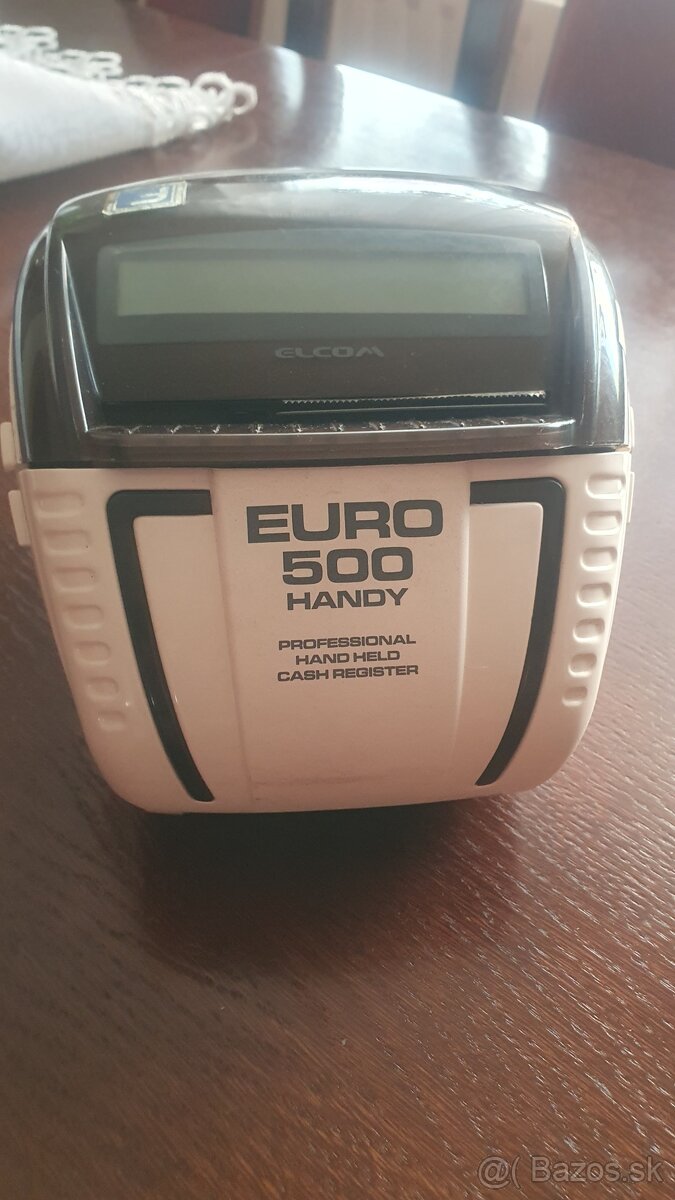 ELCOM
EURO
500
HANDY
PROFESSIONAL
HAND HELD
CASH REGISTER
@( Bazos.sk